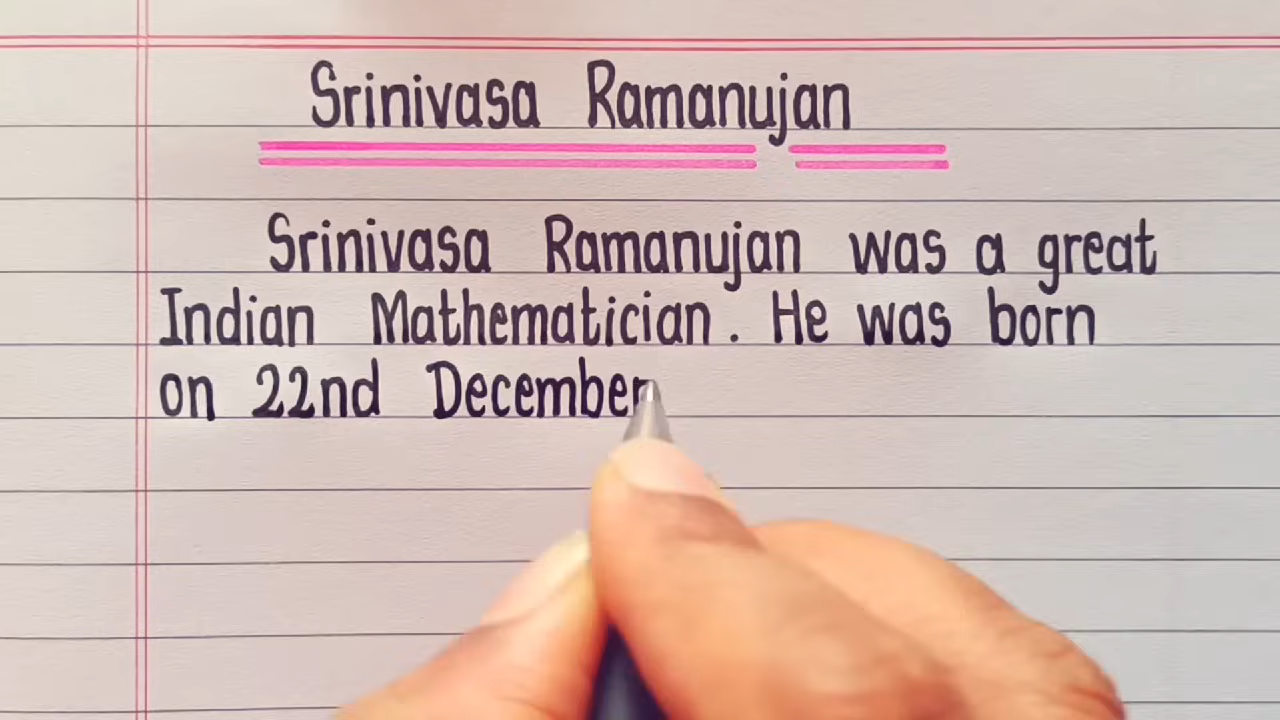 Srinivasa Ramanujan
Srinivasa Ramanujan was a great
Indian Mathematician. He was born
on 22nd December